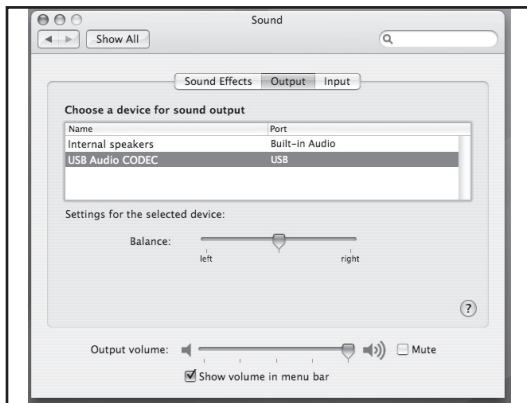 Sound
Show All
Sound Effects Output Input
Choose a device for sound output
Name Port
Internal speakers Built-in Audio
USB Audio CODEC USB
Settings for the selected device:
Balance:
left right
?
Output volume: Mute
Show volume in menu bar